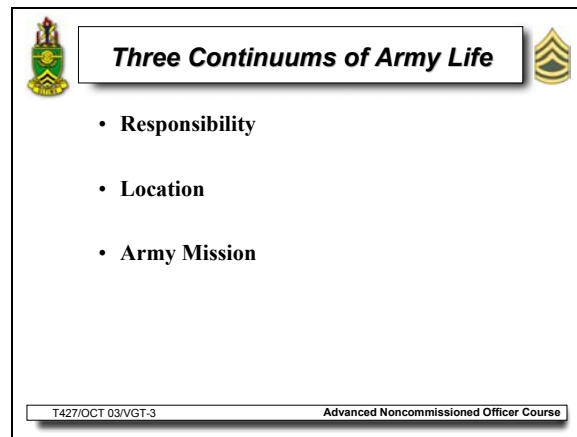 Three Continuums of Army Life
• Responsibility
• Location
• Army Mission
T427/OCT 03/VGT-3
Advanced Noncommissioned Officer Course